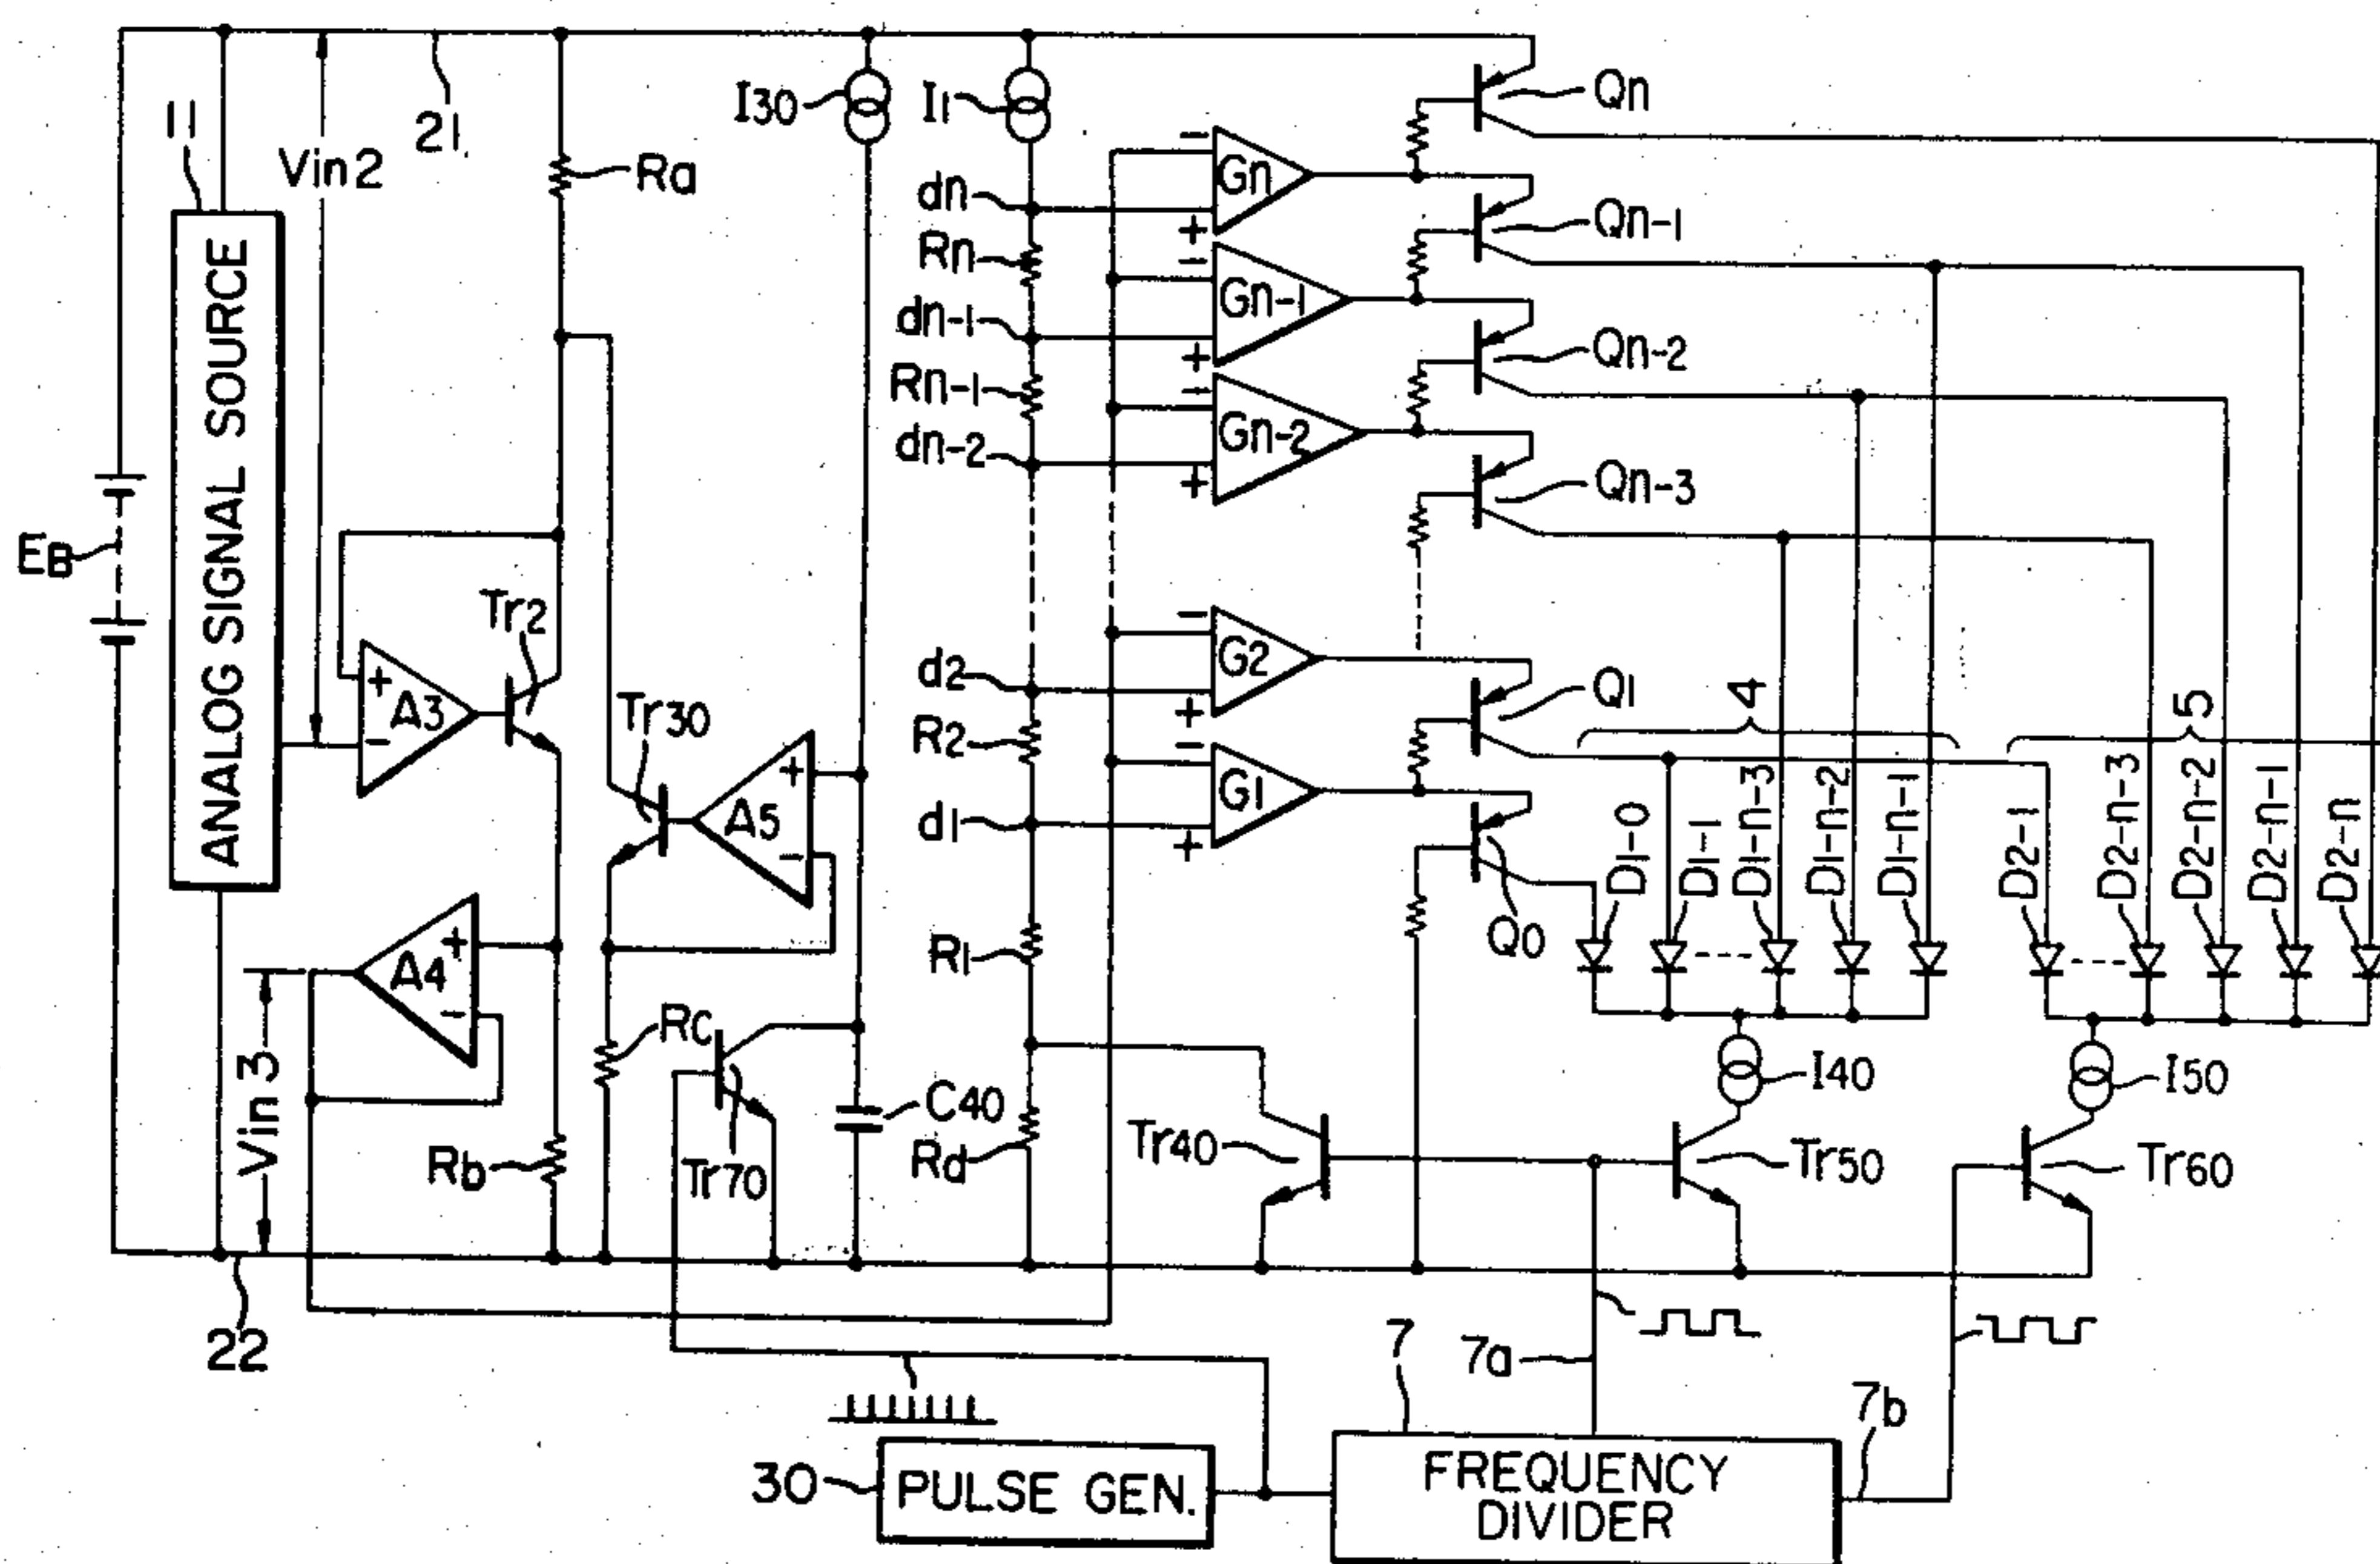 11
Vin2
21
Ra
I30
I1
Qn
Gn
dn
Rn
Qn-1
Gn-1
dn-1
Rn-1
Qn-2
Gn-2
dn-2
Qn-3
ANALOG SIGNAL SOURCE
EB
Tr2
A3
+
-
Tr30
A5
+
-
d2
R2
G2
Q1
4
5
d1
G1
R1
Q0
D1-0
D1-1
D1-n-3
D1-n-2
D1-n-1
D2-1
D2-n-3
D2-n-2
D2-n-1
D2-n
- +
- +
- +
- +
- +
A4
+
-
Vin3
Rb
Rc
Tr70
C40
Rd
Tr40
I40
Tr50
I50
Tr60
22
7
7a
7b
30
PULSE GEN.
FREQUENCY
DIVIDER